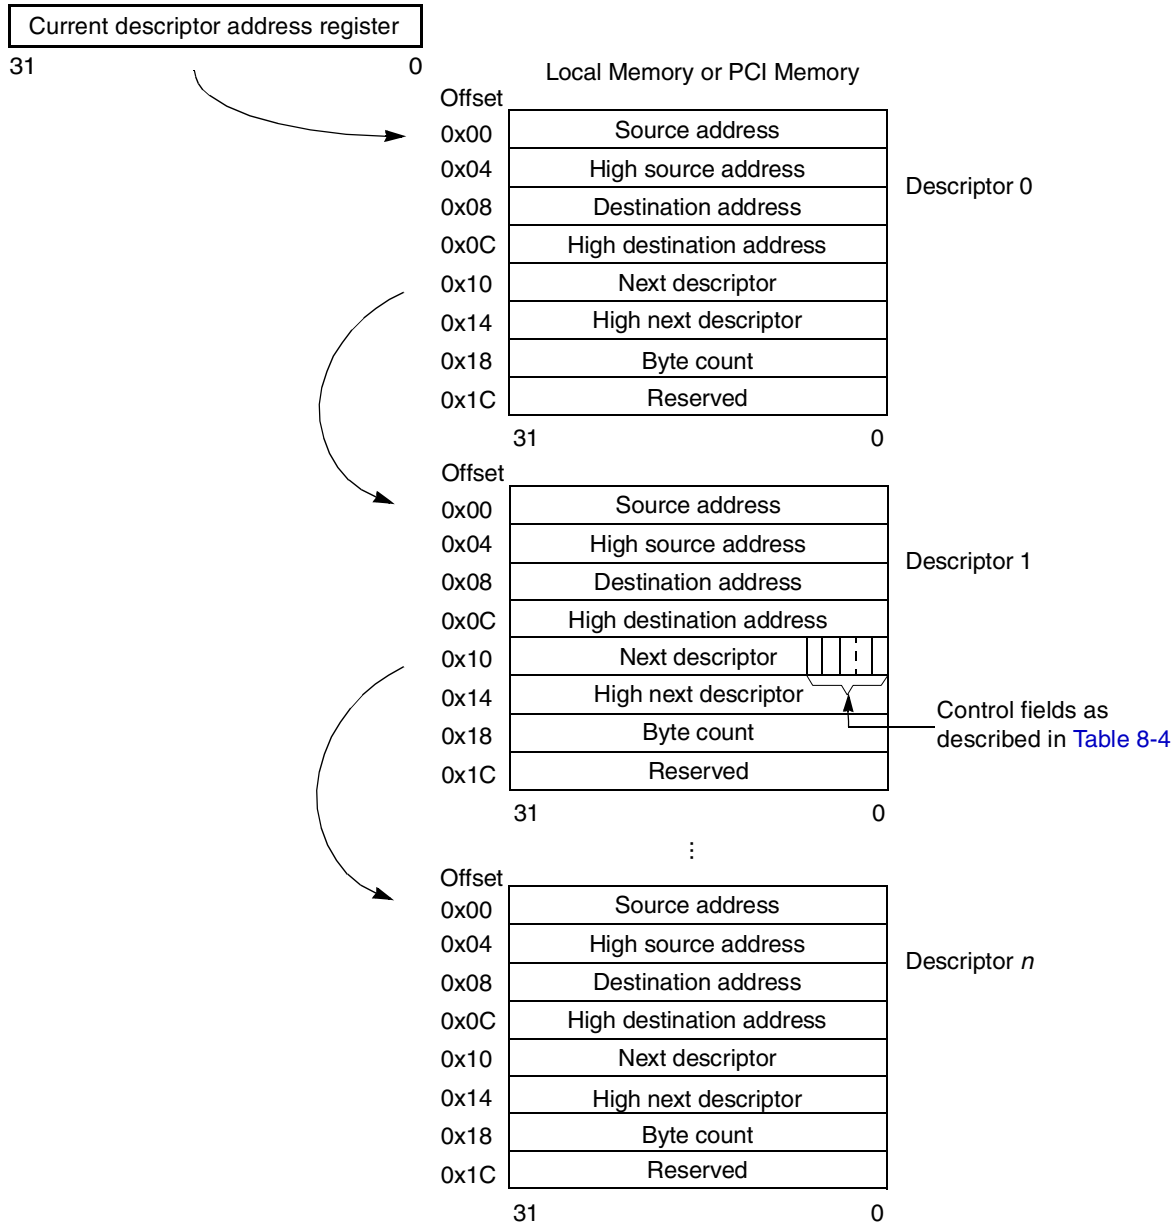 Current descriptor address register
31 0
Local Memory or PCI Memory
Offset
0x00 Source address
0x04 High source address
Descriptor 0
0x08 Destination address
0x0C High destination address
0x10 Next descriptor
0x14 High next descriptor
0x18 Byte count
0x1C Reserved
31 0
Offset
0x00 Source address
0x04 High source address
Descriptor 1
0x08 Destination address
0x0C High destination address
0x10 Next descriptor
0x14 High next descriptor
Control fields as
described in Table 8-4
0x18 Byte count
0x1C Reserved
31 0
⋮
Offset
0x00 Source address
0x04 High source address
Descriptor n
0x08 Destination address
0x0C High destination address
0x10 Next descriptor
0x14 High next descriptor
0x18 Byte count
0x1C Reserved
31 0